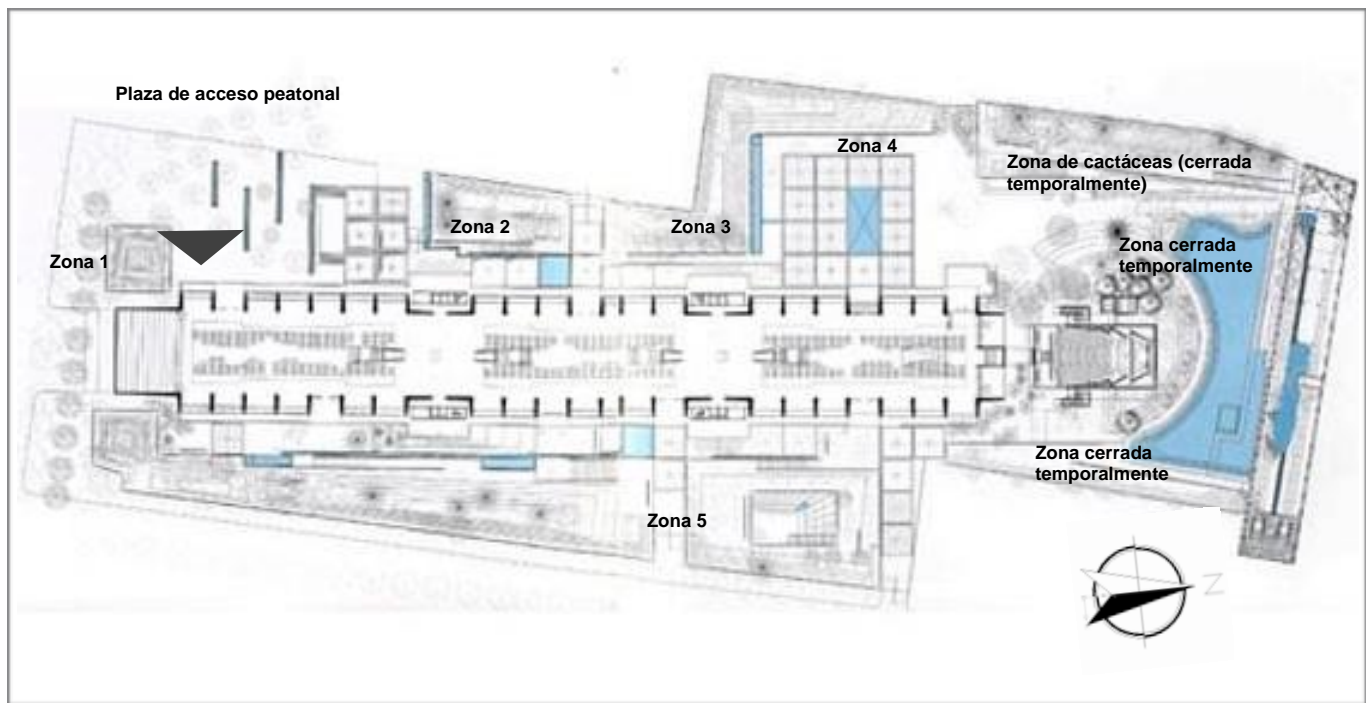 Plaza de acceso peatonal
Zona 4
Zona de cactáceas (cerrada
temporalmente)
Zona 2
Zona 3
Zona 1
Zona cerrada
temporalmente
Zona cerrada
temporalmente
Zona 5
N